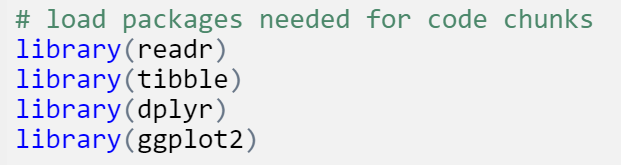 # load packages needed for code chunks
library(readr)
library(tibble)
library(dplyr)
library(ggplot2)